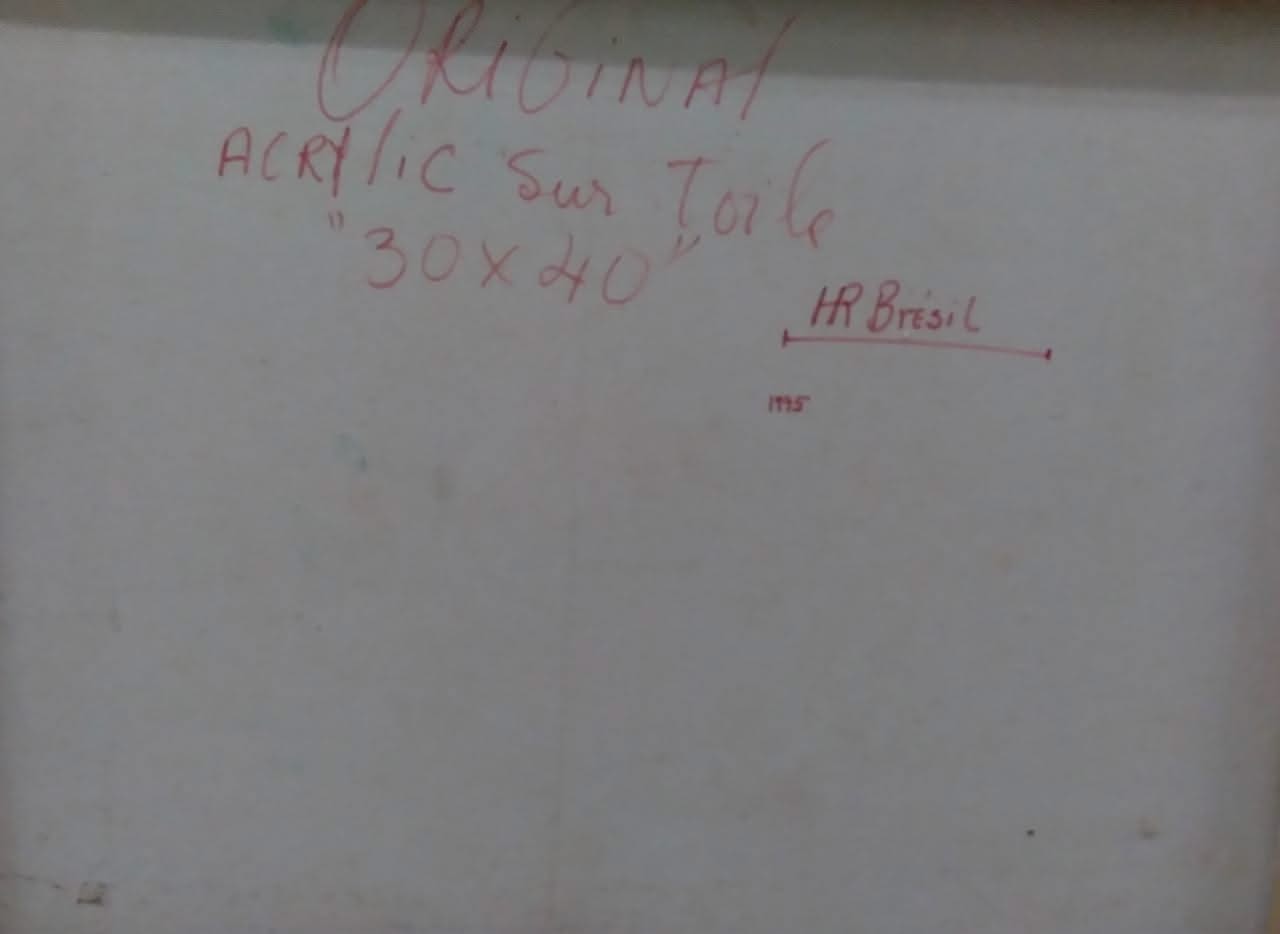 ORiGiNAl
ACRYliC Sur Toile
"30x40"
HR Brésil
1995